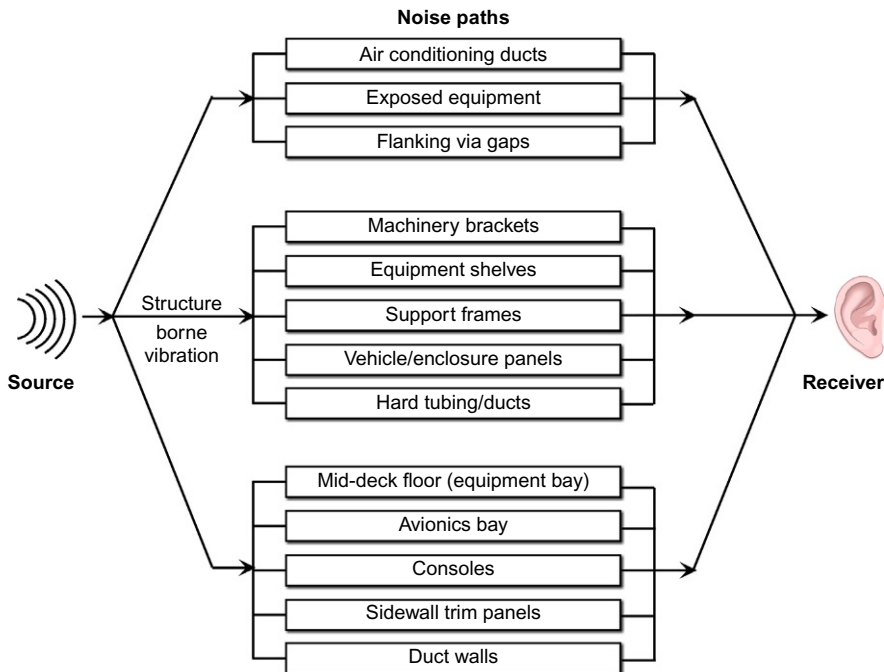 Noise paths
Air conditioning ducts
Exposed equipment
Flanking via gaps
Machinery brackets
Equipment shelves
Structure
Support frames
borne
vibration
Vehicle/enclosure panels
Source
Receiver
Hard tubing/ducts
Mid-deck floor (equipment bay)
Avionics bay
Consoles
Sidewall trim panels
Duct walls